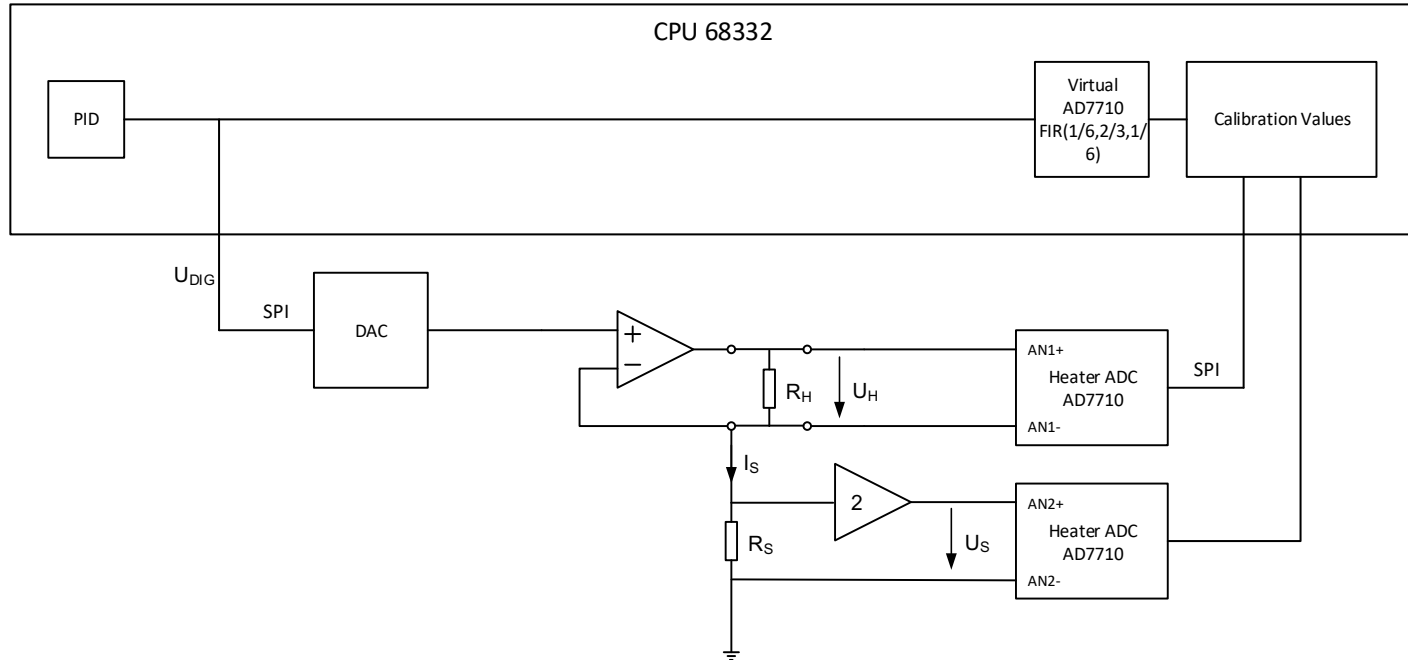 CPU 68332
PID
Virtual
AD7710
FIR(1/6,2/3,1/
6)
Calibration Values
UDIG
SPI
DAC
+
−
RH
UH
AN1+
Heater ADC
AD7710
AN1-
SPI
IS
2
RS
US
AN2+
Heater ADC
AD7710
AN2-